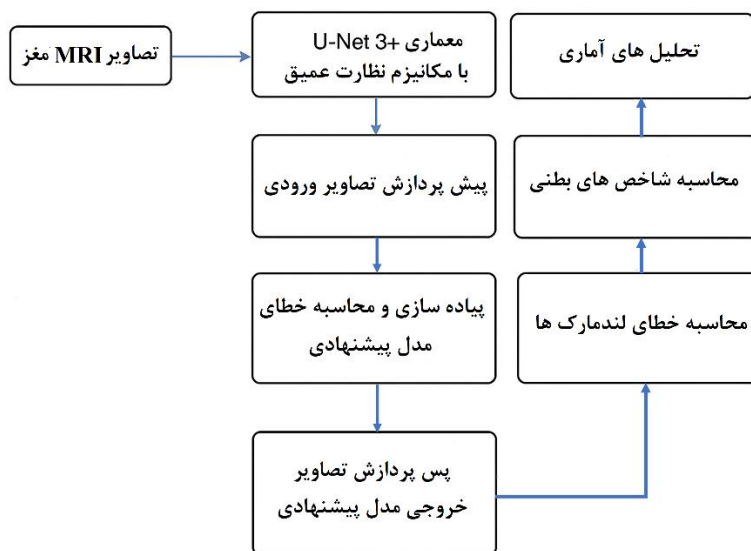 تصاویر MRI مغز
معماری U-Net 3+
با مکانیزم نظارت عمیق
پیش پردازش تصاویر ورودی
پیاده سازی و محاسبه خطای
مدل پیشنهادی
پس پردازش تصاویر
خروجی مدل پیشنهادی
محاسبه خطای لندمارک ها
محاسبه شاخص های بطنی
تحلیل های آماری